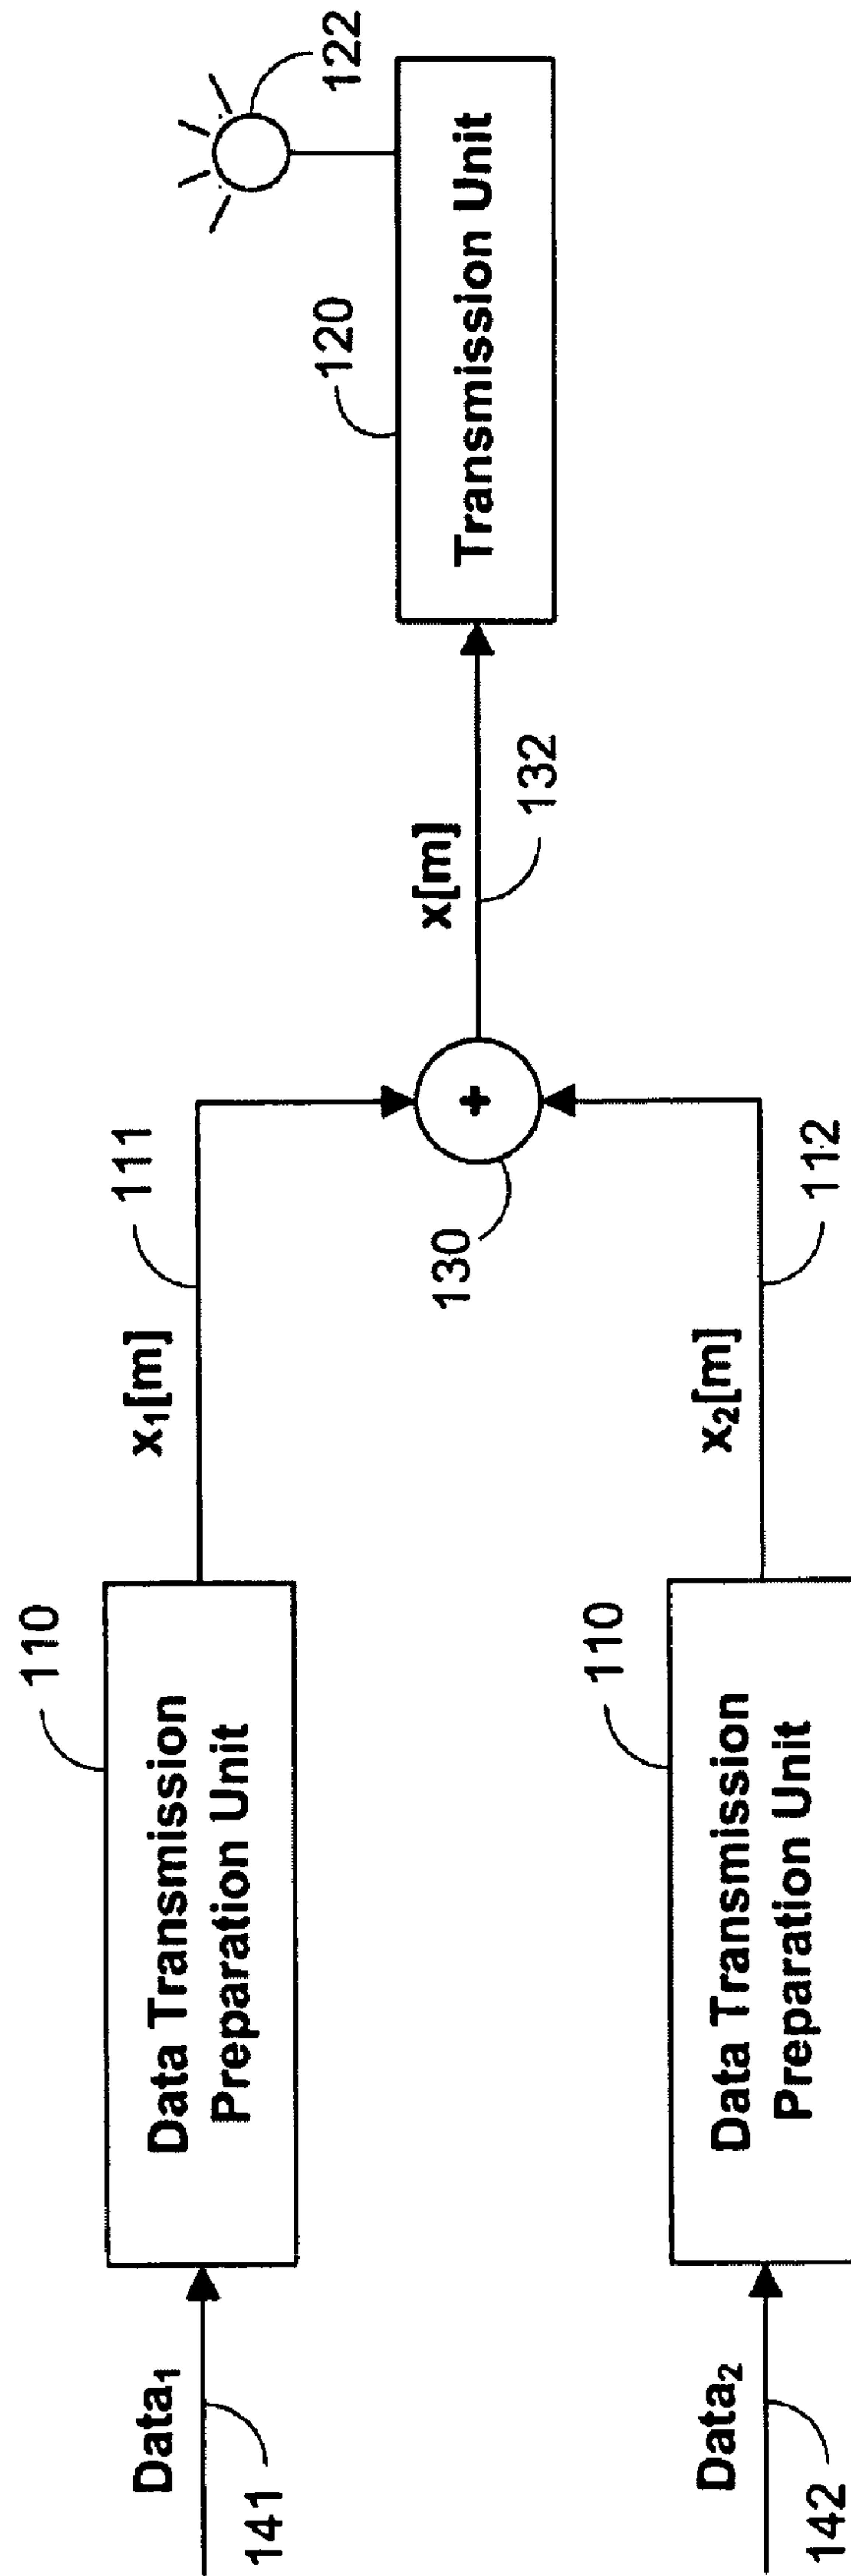 Data₁
141
Data Transmission
Preparation Unit
110
x₁[m]
111
Data₂
142
Data Transmission
Preparation Unit
110
x₂[m]
112
+
130
x[m]
132
Transmission Unit
120
122